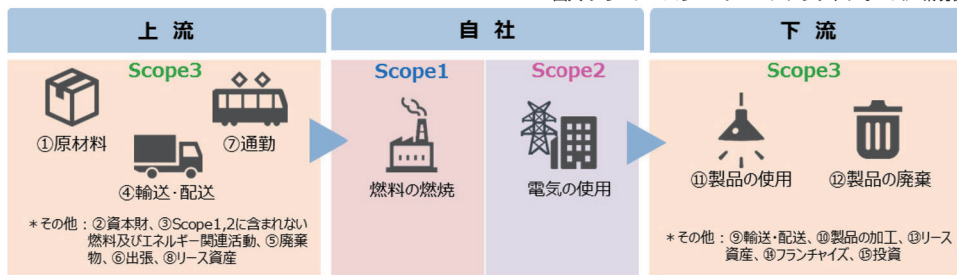 上 流
自 社
下 流
Scope3
Scope1
Scope2
Scope3
①原材料
⑦通勤
④輸送・配送
燃料の燃焼
電気の使用
⑪製品の使用
⑫製品の廃棄
*その他:②資本財、③Scope1,2に含まれない
燃料及びエネルギー関連活動、⑤廃棄
物、⑥出張、⑧リース資産
*その他:⑨輸送・配送、⑩製品の加工、⑬リース
資産、⑭フランチャイズ、⑮投資